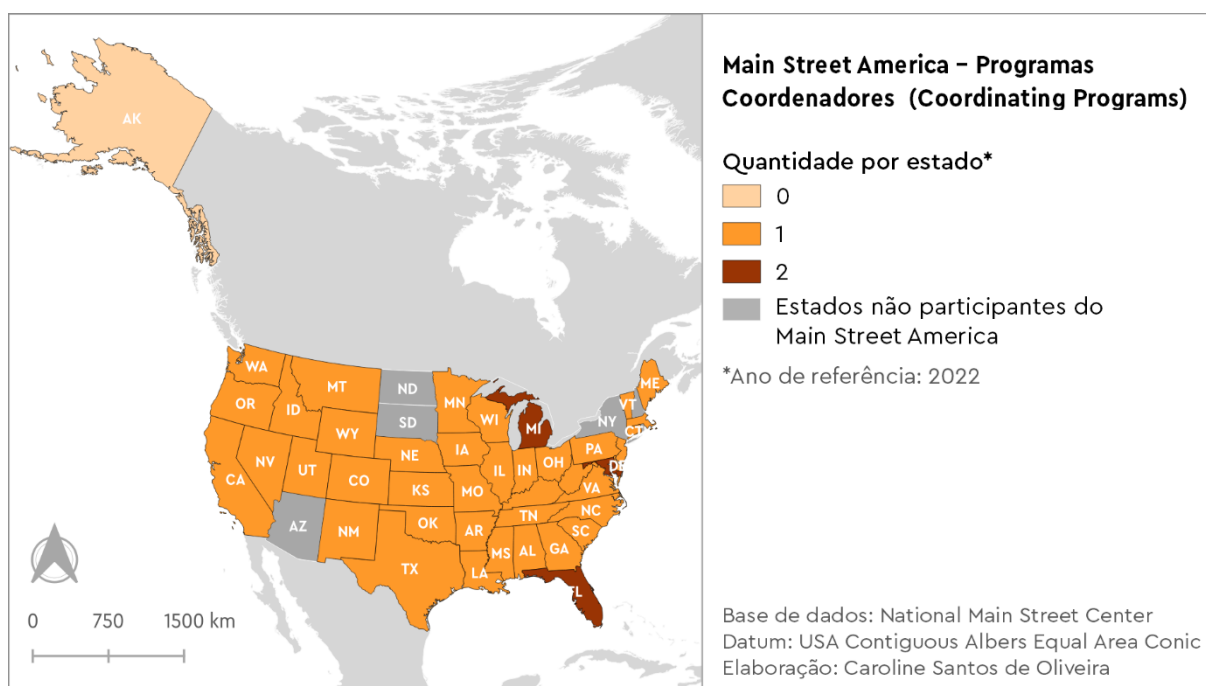 AK
WA
MT
ND
MN
ME
VT
OR
ID
SD
WI
MI
NY
CT
WY
NE
IA
PA
NV
UT
CO
IL
IN
OH
DE
CA
KS
MO
VA
AZ
NM
OK
AR
TN
NC
SC
TX
LA
MS
AL
GA
FL
0 750 1500 km
Main Street America – Programas
Coordenadores (Coordinating Programs)
Quantidade por estado*
0
1
2
Estados não participantes do
Main Street America
*Ano de referência: 2022
Base de dados: National Main Street Center
Datum: USA Contiguous Albers Equal Area Conic
Elaboração: Caroline Santos de Oliveira